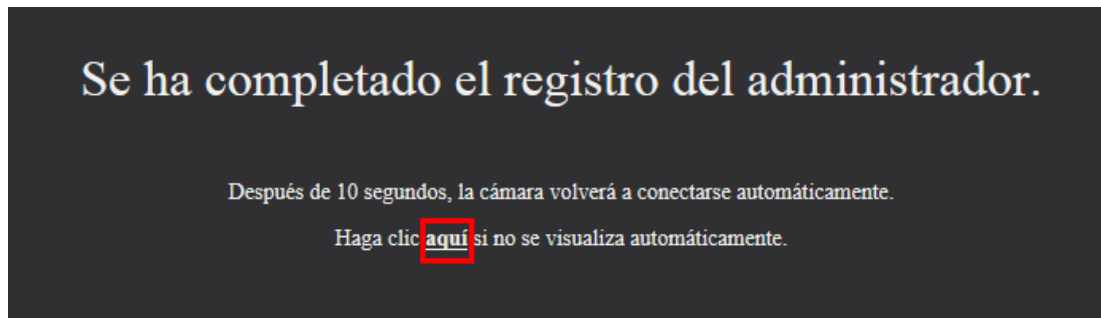 Se ha completado el registro del administrador.
Después de 10 segundos, la cámara volverá a conectarse automáticamente.
Haga clic aquí si no se visualiza automáticamente.